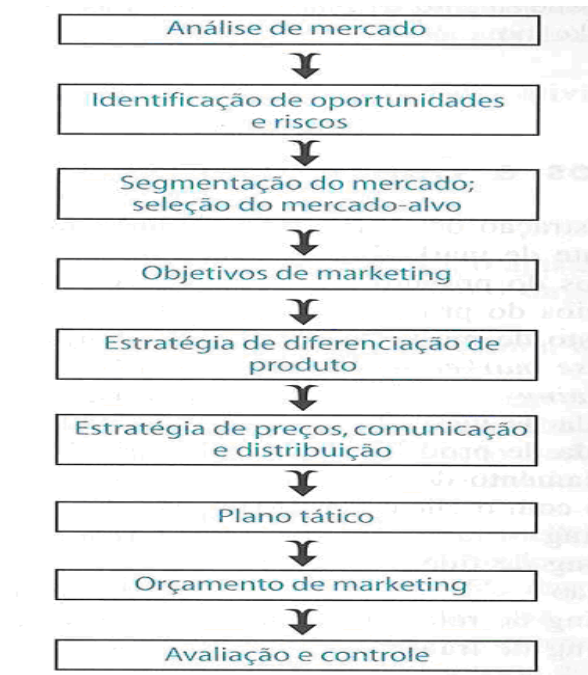 Análise de mercado
Identificação de oportunidades
e riscos
Segmentação do mercado;
seleção do mercado-alvo
Objetivos de marketing
Estratégia de diferenciação de
produto
Estratégia de preços, comunicação
e distribuição
Plano tático
Orçamento de marketing
Avaliação e controle